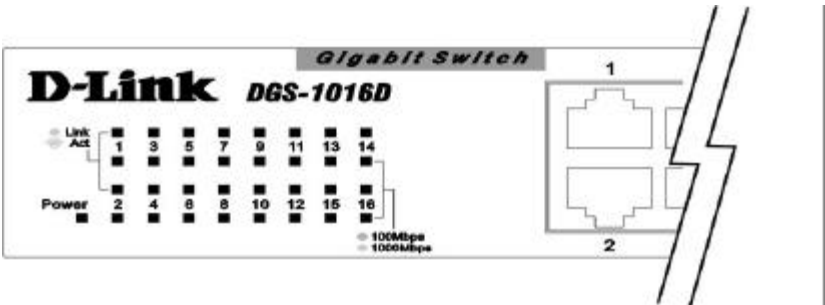 Gigabit Switch
1
D-Link DGS-1016D
Link
Act
1 3 5 7 9 11 13 14
Power 2 4 6 8 10 12 15 16
100Mbps
1000Mbps
2